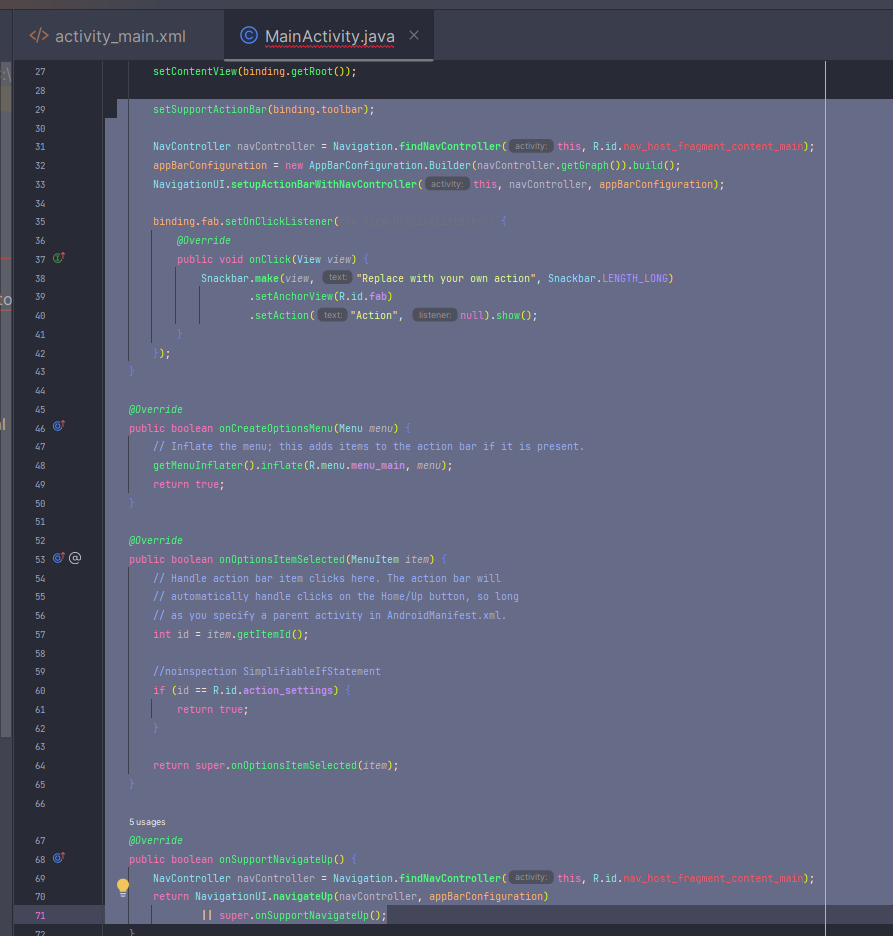 activity_main.xml
MainActivity.java
27 setContentView(binding.getRoot());
28
29 setSupportActionBar(binding.toolbar);
30
31 NavController navController = Navigation.findNavController( activity: this, R.id.nav_host_fragment_content_main);
32 appBarConfiguration = new AppBarConfiguration.Builder(navController.getGraph()).build();
33 NavigationUI.setupActionBarWithNavController( activity: this, navController, appBarConfiguration);
34
35 binding.fab.setOnClickListener( {
36 @Override
37 public void onClick(View view) {
38 Snackbar.make(view, text: "Replace with your own action", Snackbar.LENGTH_LONG)
39 .setAnchorView(R.id.fab)
40 .setAction( text: "Action", listener: null).show();
41 }
42 });
43 }
44
45 @Override
46 public boolean onCreateOptionsMenu(Menu menu) {
47 // Inflate the menu; this adds items to the action bar if it is present.
48 getMenuInflater().inflate(R.menu.menu_main, menu);
49 return true;
50 }
51
52 @Override
53 public boolean onOptionsItemSelected(MenuItem item) {
54 // Handle action bar item clicks here. The action bar will
55 // automatically handle clicks on the Home/Up button, so long
56 // as you specify a parent activity in AndroidManifest.xml.
57 int id = item.getItemId();
58
59 //noinspection SimplifiableIfStatement
60 if (id == R.id.action_settings) {
61 return true;
62 }
63
64 return super.onOptionsItemSelected(item);
65 }
66
5 usages
67 @Override
68 public boolean onSupportNavigateUp() {
69 NavController navController = Navigation.findNavController( activity: this, R.id.nav_host_fragment_content_main);
70 return NavigationUI.navigateUp(navController, appBarConfiguration)
71 || super.onSupportNavigateUp();
72 }